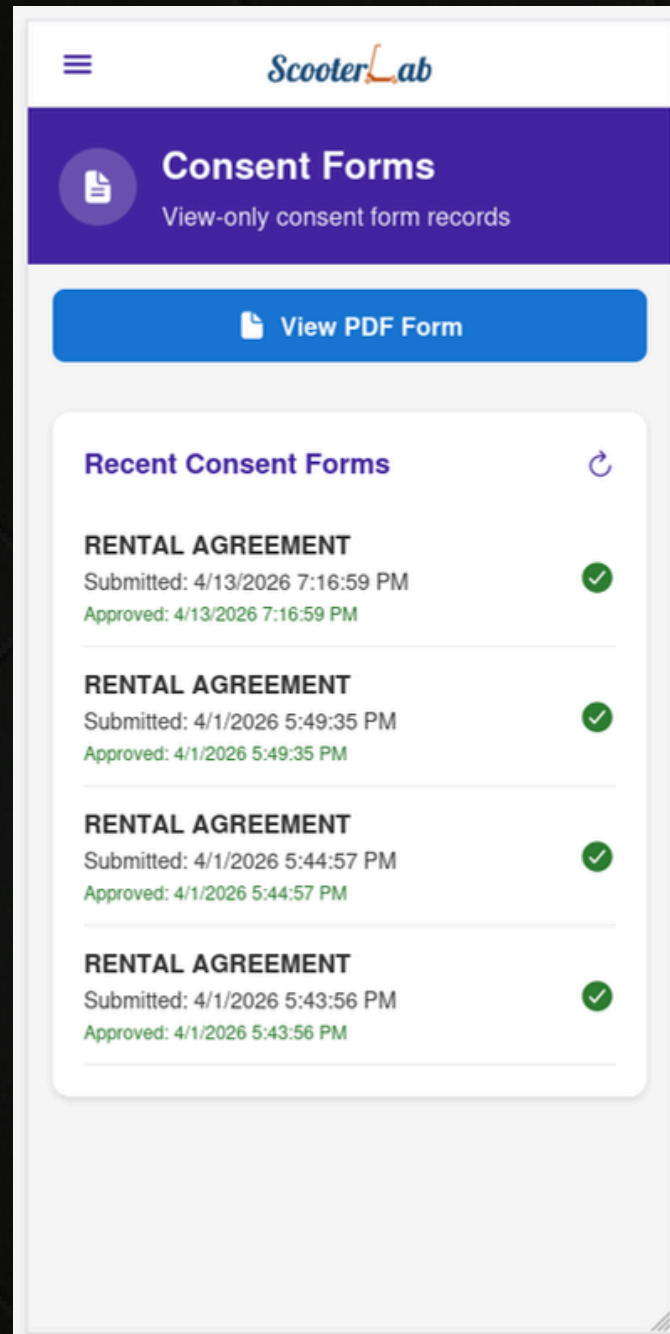 ScooterLab
Consent Forms
View-only consent form records
View PDF Form
Recent Consent Forms
RENTAL AGREEMENT
Submitted: 4/13/2026 7:16:59 PM
Approved: 4/13/2026 7:16:59 PM
RENTAL AGREEMENT
Submitted: 4/1/2026 5:49:35 PM
Approved: 4/1/2026 5:49:35 PM
RENTAL AGREEMENT
Submitted: 4/1/2026 5:44:57 PM
Approved: 4/1/2026 5:44:57 PM
RENTAL AGREEMENT
Submitted: 4/1/2026 5:43:56 PM
Approved: 4/1/2026 5:43:56 PM